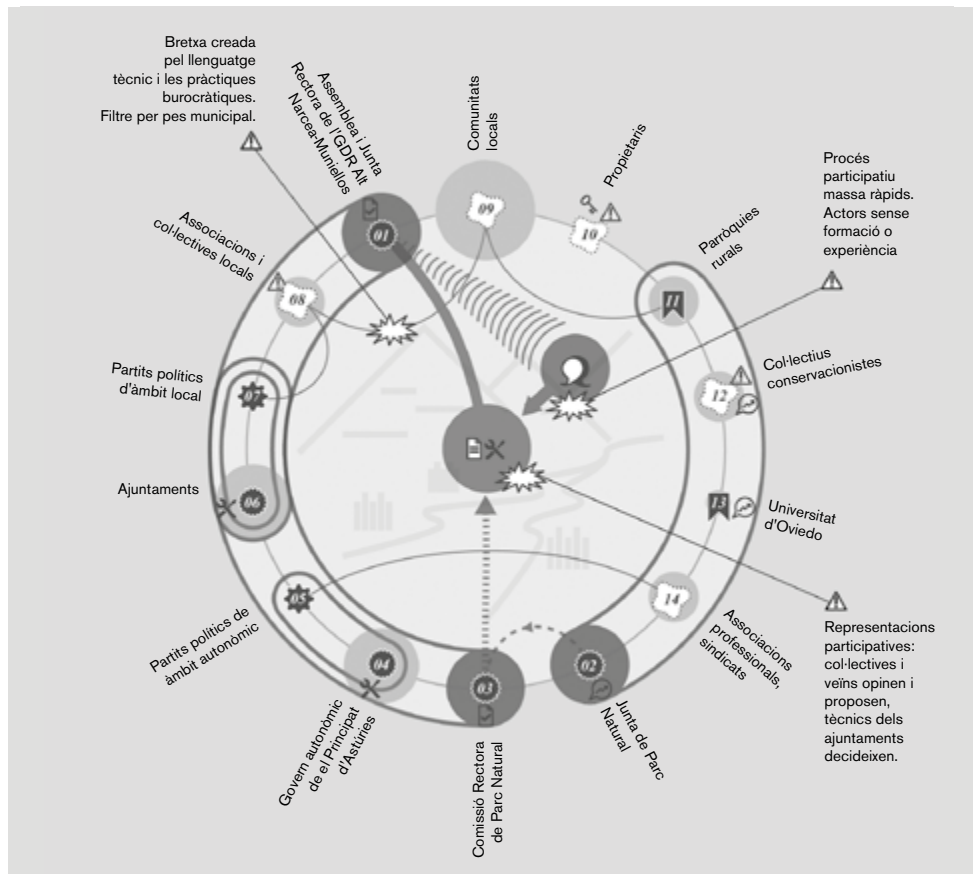 Bretxa creada
pel llenguatge
tècnic i les pràctiques
burocràtiques.
Filtre per pes municipal.
Assemblea i Junta
Rectora de l'GDR Alt
Narcea-Muniellos
Comunitats
locals
Propietaris
Parròquies
rurals
Procés
participatiu
massa ràpids.
Actors sense
formació o
experiència
Associacions i
col·lectives locals
Partits polítics
d'àmbit local
Ajuntaments
Partits polítics de
àmbit autonòmic
Govern autonòmic
de el Principat
d'Astúries
Comissió Rectora
de Parc Natural
Junta de Parc
Natural
Associacions
professionals,
sindicats
Universitat
d'Oviedo
Col·lectius
conservacionistes
Representacions
participatives:
col·lectives i
veïns opinen i
proposen,
tècnics dels
ajuntaments
decideixen.
01
09
10
11
12
13
14
02
03
04
05
06
07
08